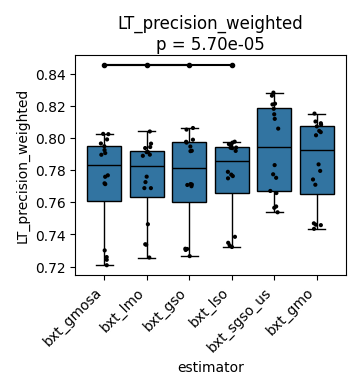 LT_precision_weighted
p = 5.70e-05
LT_precision_weighted
0.84
0.82
0.80
0.78
0.76
0.74
0.72
bxt_gmosa
bxt_lmo
bxt_gso
bxt_lso
bxt_sgso_us
bxt_gmo
estimator